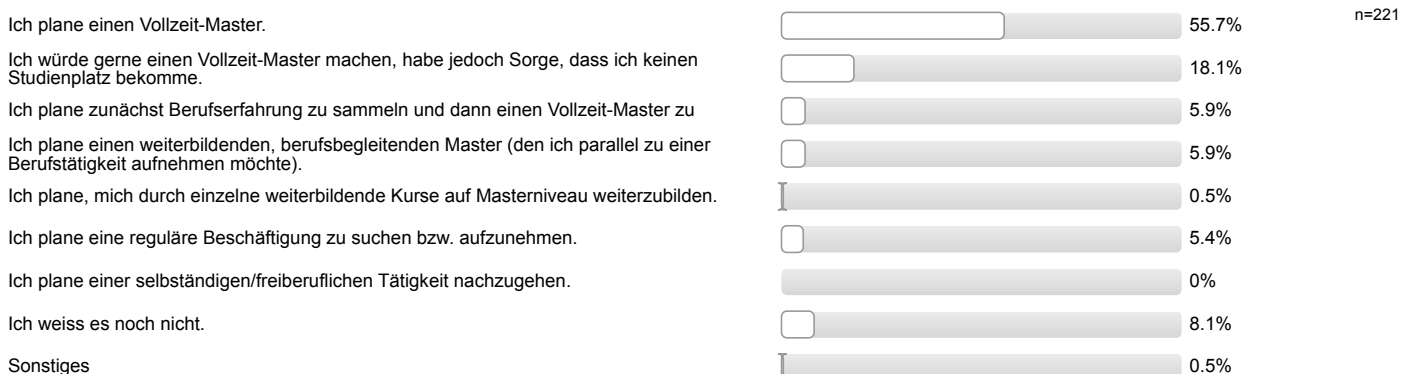 Ich plane einen Vollzeit-Master.
55.7%
n=221
Ich würde gerne einen Vollzeit-Master machen, habe jedoch Sorge, dass ich keinen
Studienplatz bekomme.
18.1%
Ich plane zunächst Berufserfahrung zu sammeln und dann einen Vollzeit-Master zu
5.9%
Ich plane einen weiterbildenden, berufsbegleitenden Master (den ich parallel zu einer
Berufstätigkeit aufnehmen möchte).
5.9%
Ich plane, mich durch einzelne weiterbildende Kurse auf Masterniveau weiterzubilden.
0.5%
Ich plane eine reguläre Beschäftigung zu suchen bzw. aufzunehmen.
5.4%
Ich plane einer selbständigen/freiberuflichen Tätigkeit nachzugehen.
0%
Ich weiss es noch nicht.
8.1%
Sonstiges
0.5%